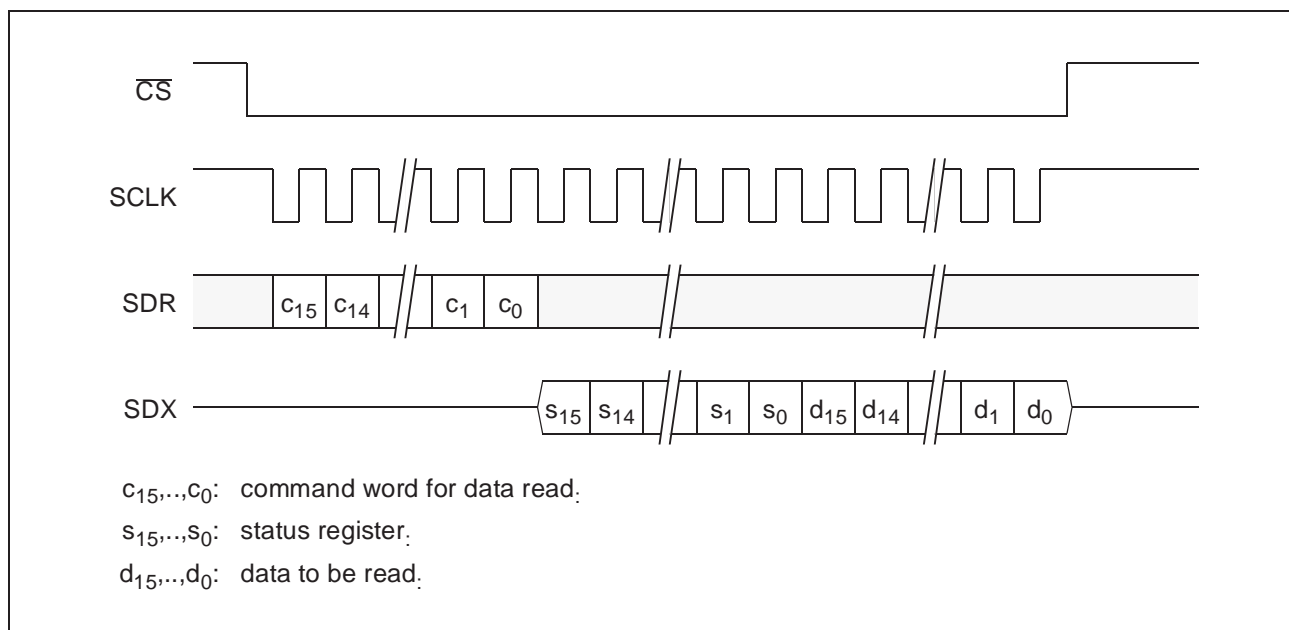 CS
SCLK
SDR c15 c14 c1 c0
SDX s15 s14 s1 s0 d15 d14 d1 d0
c15,..,c0: command word for data read.
s15,..,s0: status register.
d15,..,d0: data to be read.